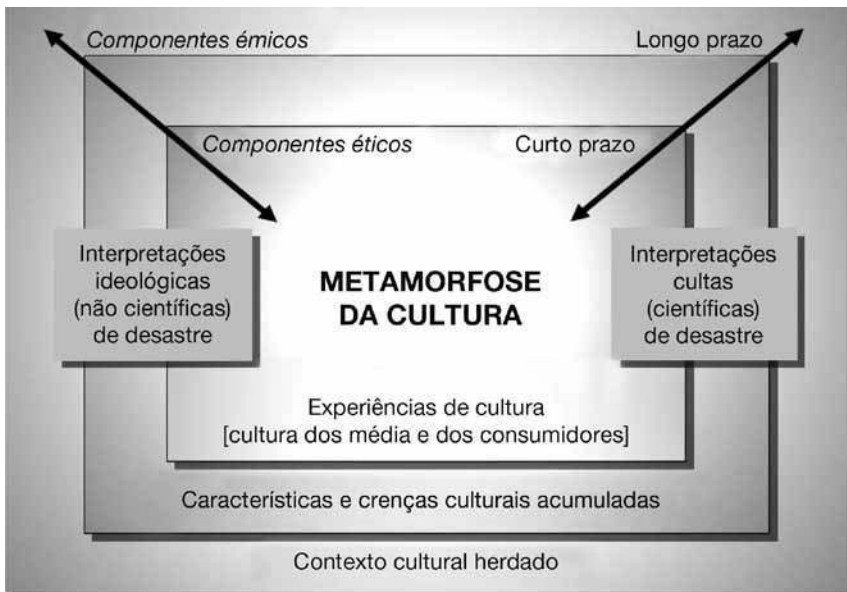 Componentes émicos
Longo prazo
Componentes éticos
Curto prazo
Interpretações
ideológicas
(não científicas)
de desastre
METAMORFOSE
DA CULTURA
Interpretações
cultas
(científicas)
de desastre
Experiências de cultura
[cultura dos média e dos consumidores]
Características e crenças culturais acumuladas
Contexto cultural herdado